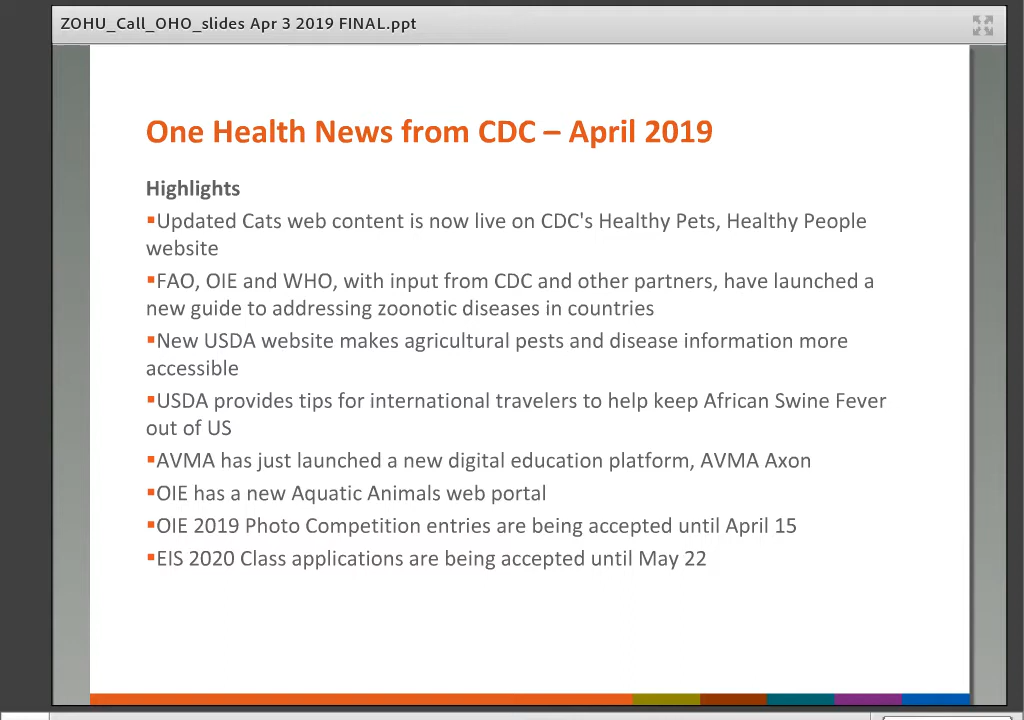 ZOHU_Call_OHO_slides Apr 3 2019 FINAL.ppt
One Health News from CDC – April 2019
Highlights
▪Updated Cats web content is now live on CDC's Healthy Pets, Healthy People
website
▪FAO, OIE and WHO, with input from CDC and other partners, have launched a
new guide to addressing zoonotic diseases in countries
▪New USDA website makes agricultural pests and disease information more
accessible
▪USDA provides tips for international travelers to help keep African Swine Fever
out of US
▪AVMA has just launched a new digital education platform, AVMA Axon
▪OIE has a new Aquatic Animals web portal
▪OIE 2019 Photo Competition entries are being accepted until April 15
▪EIS 2020 Class applications are being accepted until May 22